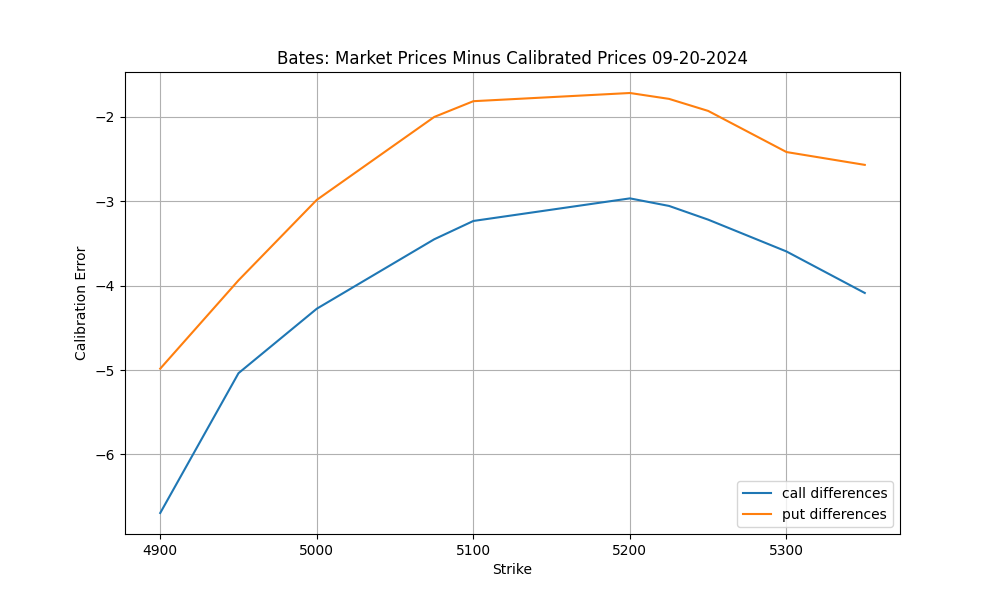 Bates: Market Prices Minus Calibrated Prices 09-20-2024
−2
−3
−4
−5
−6
Calibration Error
4900 5000 5100 5200 5300
Strike
call differences
put differences